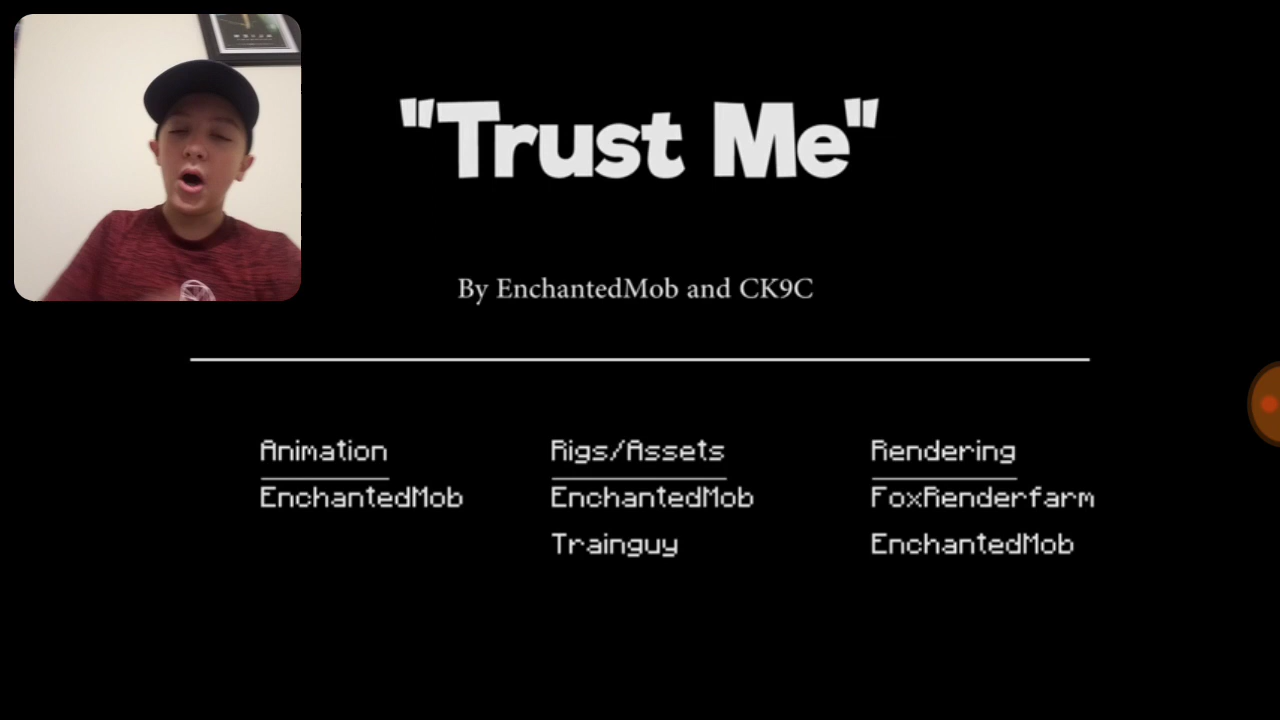 "Trust Me"
By EnchantedMob and CK9C
Animation
EnchantedMob
Rigs/Assets
EnchantedMob
Trainguy
Rendering
FoxRenderfarm
EnchantedMob